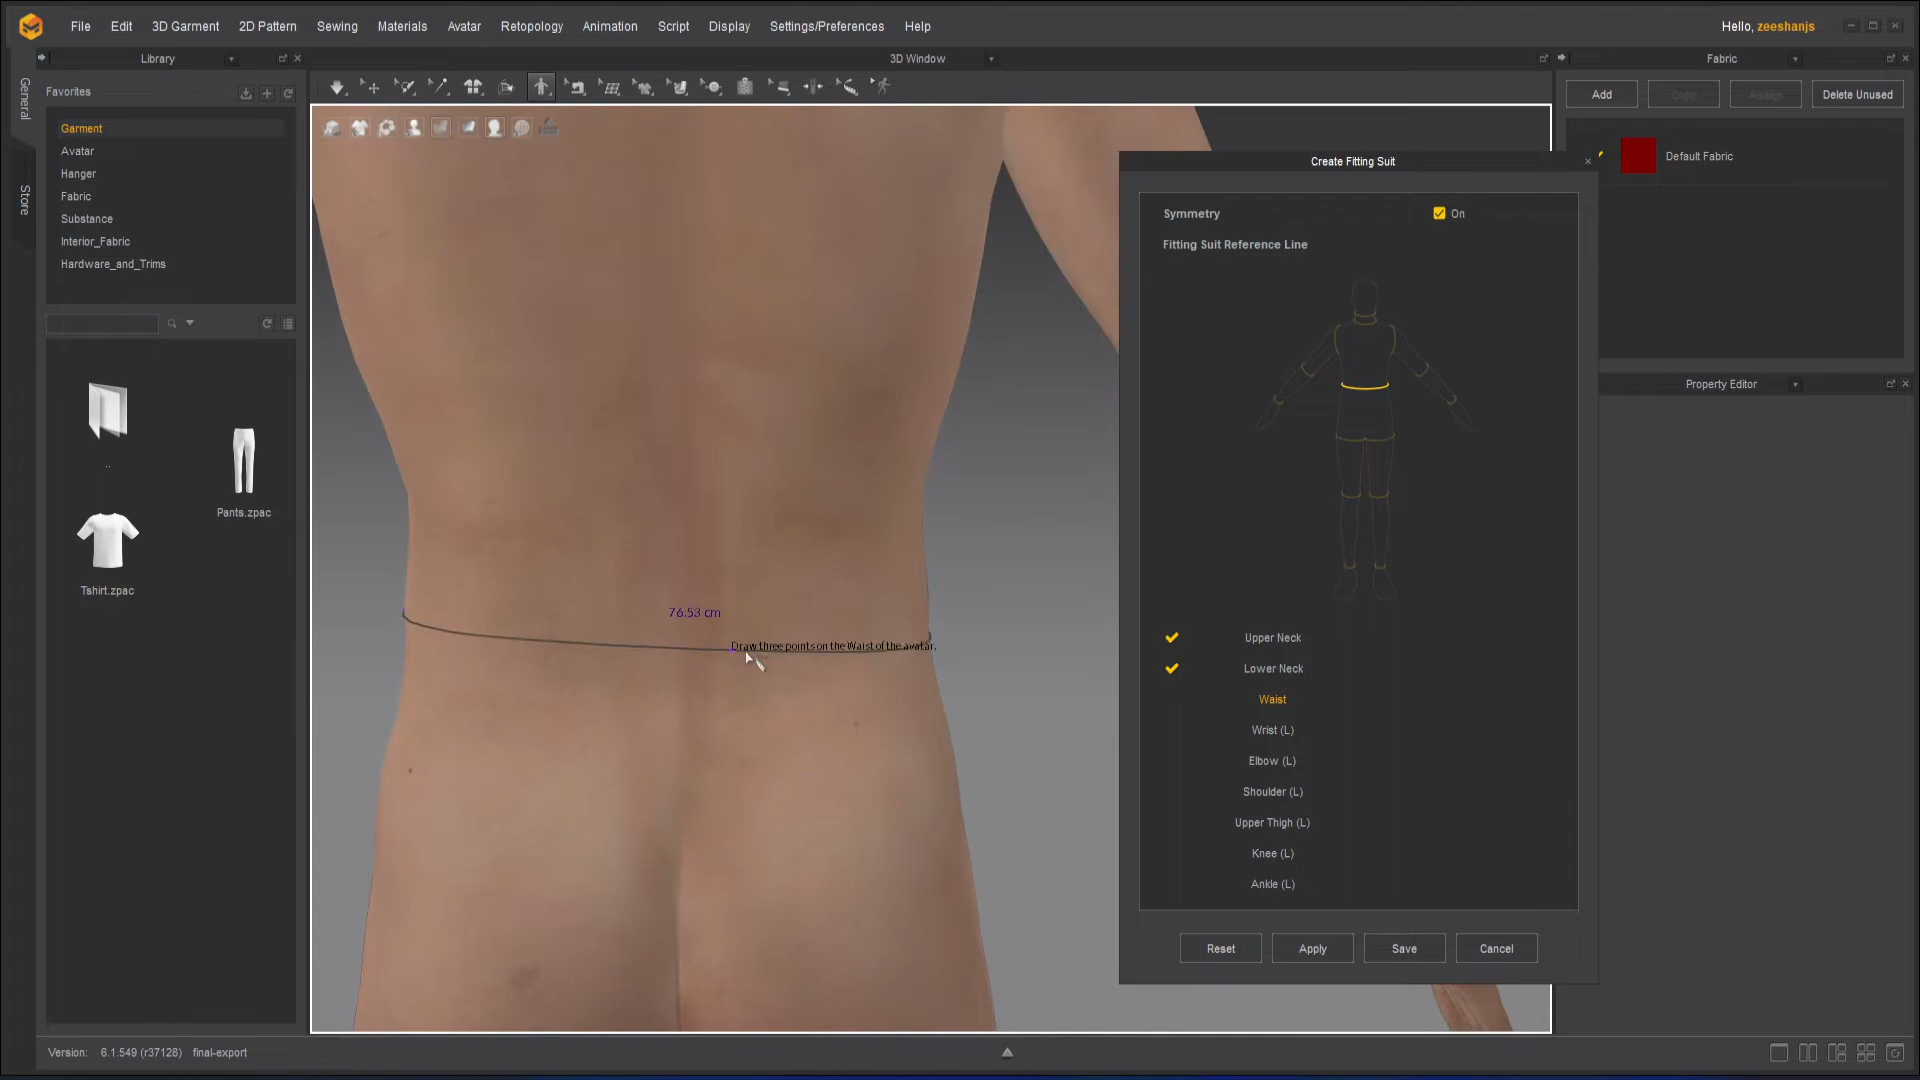 File Edit 3D Garment 2D Pattern Sewing Materials Avatar Retopology Animation Script Display Settings/Preferences Help
Hello, zeeshanjs
Library
3D Window
Fabric
General
Store
Favorites
Garment
Avatar
Hanger
Fabric
Substance
Interior_Fabric
Hardware_and_Trims
..
Pants.zpac
Tshirt.zpac
76.53 cm
Draw three points on the Waist of the avatar.
Create Fitting Suit
Symmetry
On
Fitting Suit Reference Line
Upper Neck
Lower Neck
Waist
Wrist (L)
Elbow (L)
Shoulder (L)
Upper Thigh (L)
Knee (L)
Ankle (L)
Reset Apply Save Cancel
Add Copy Assign Delete Unused
Default Fabric
Property Editor
Version: 6.1.549 (r37128) final-export